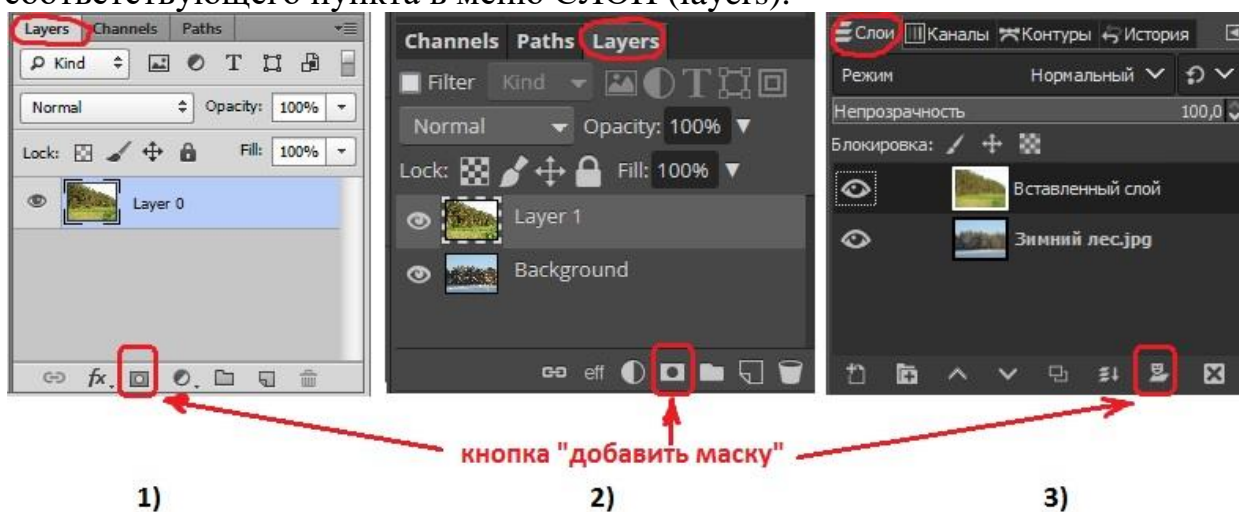 соответствующего пункта в меню СЛОИ (layers).
Layers Channels Paths
Kind T
Normal Opacity: 100%
Lock: Fill: 100%
Layer 0
fx.
Channels Paths Layers
Filter Kind T
Normal Opacity: 100%
Lock: Fill: 100%
Layer 1
Background
eff
Слои Каналы Контуры История
Режим Нормальный
Непрозрачность 100,0
Блокировка:
Вставленный слой
Зимний лес.jpg
кнопка "добавить маску"
1) 2) 3)